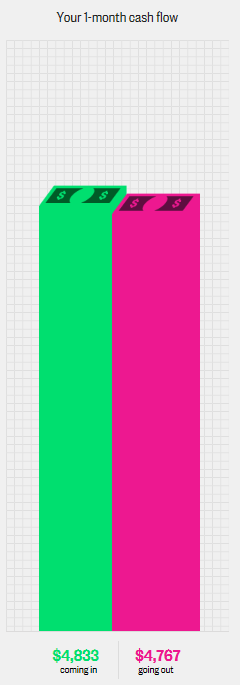 Your 1-month cash flow
$ $ $ $
$4,833 $4,767
coming in going out